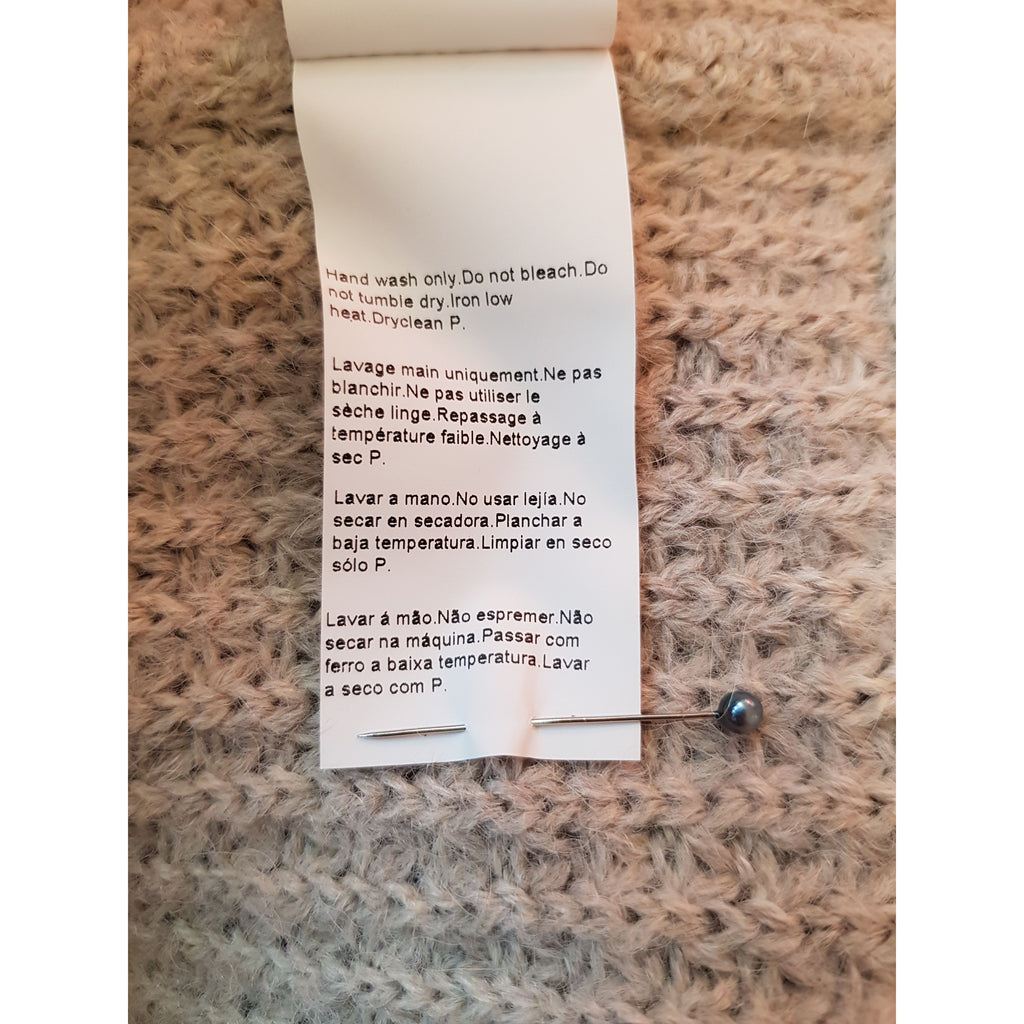 Hand wash only.Do not bleach.Do
not tumble dry.Iron low
heat.Dryclean P.
Lavage main uniquement.Ne pas
blanchir.Ne pas utiliser le
sèche linge.Repassage à
température faible.Nettoyage à
sec P.
Lavar a mano.No usar lejía.No
secar en secadora.Planchar a
baja temperatura.Limpiar en seco
sólo P.
Lavar á mão.Não espremer.Não
secar na máquina.Passar com
ferro a baixa temperatura.Lavar
a seco com P.